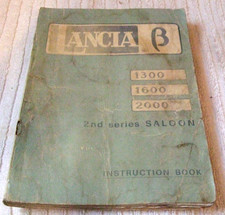 LANCIA β
1300
1600
2000
2nd series SALOON
INSTRUCTION BOOK